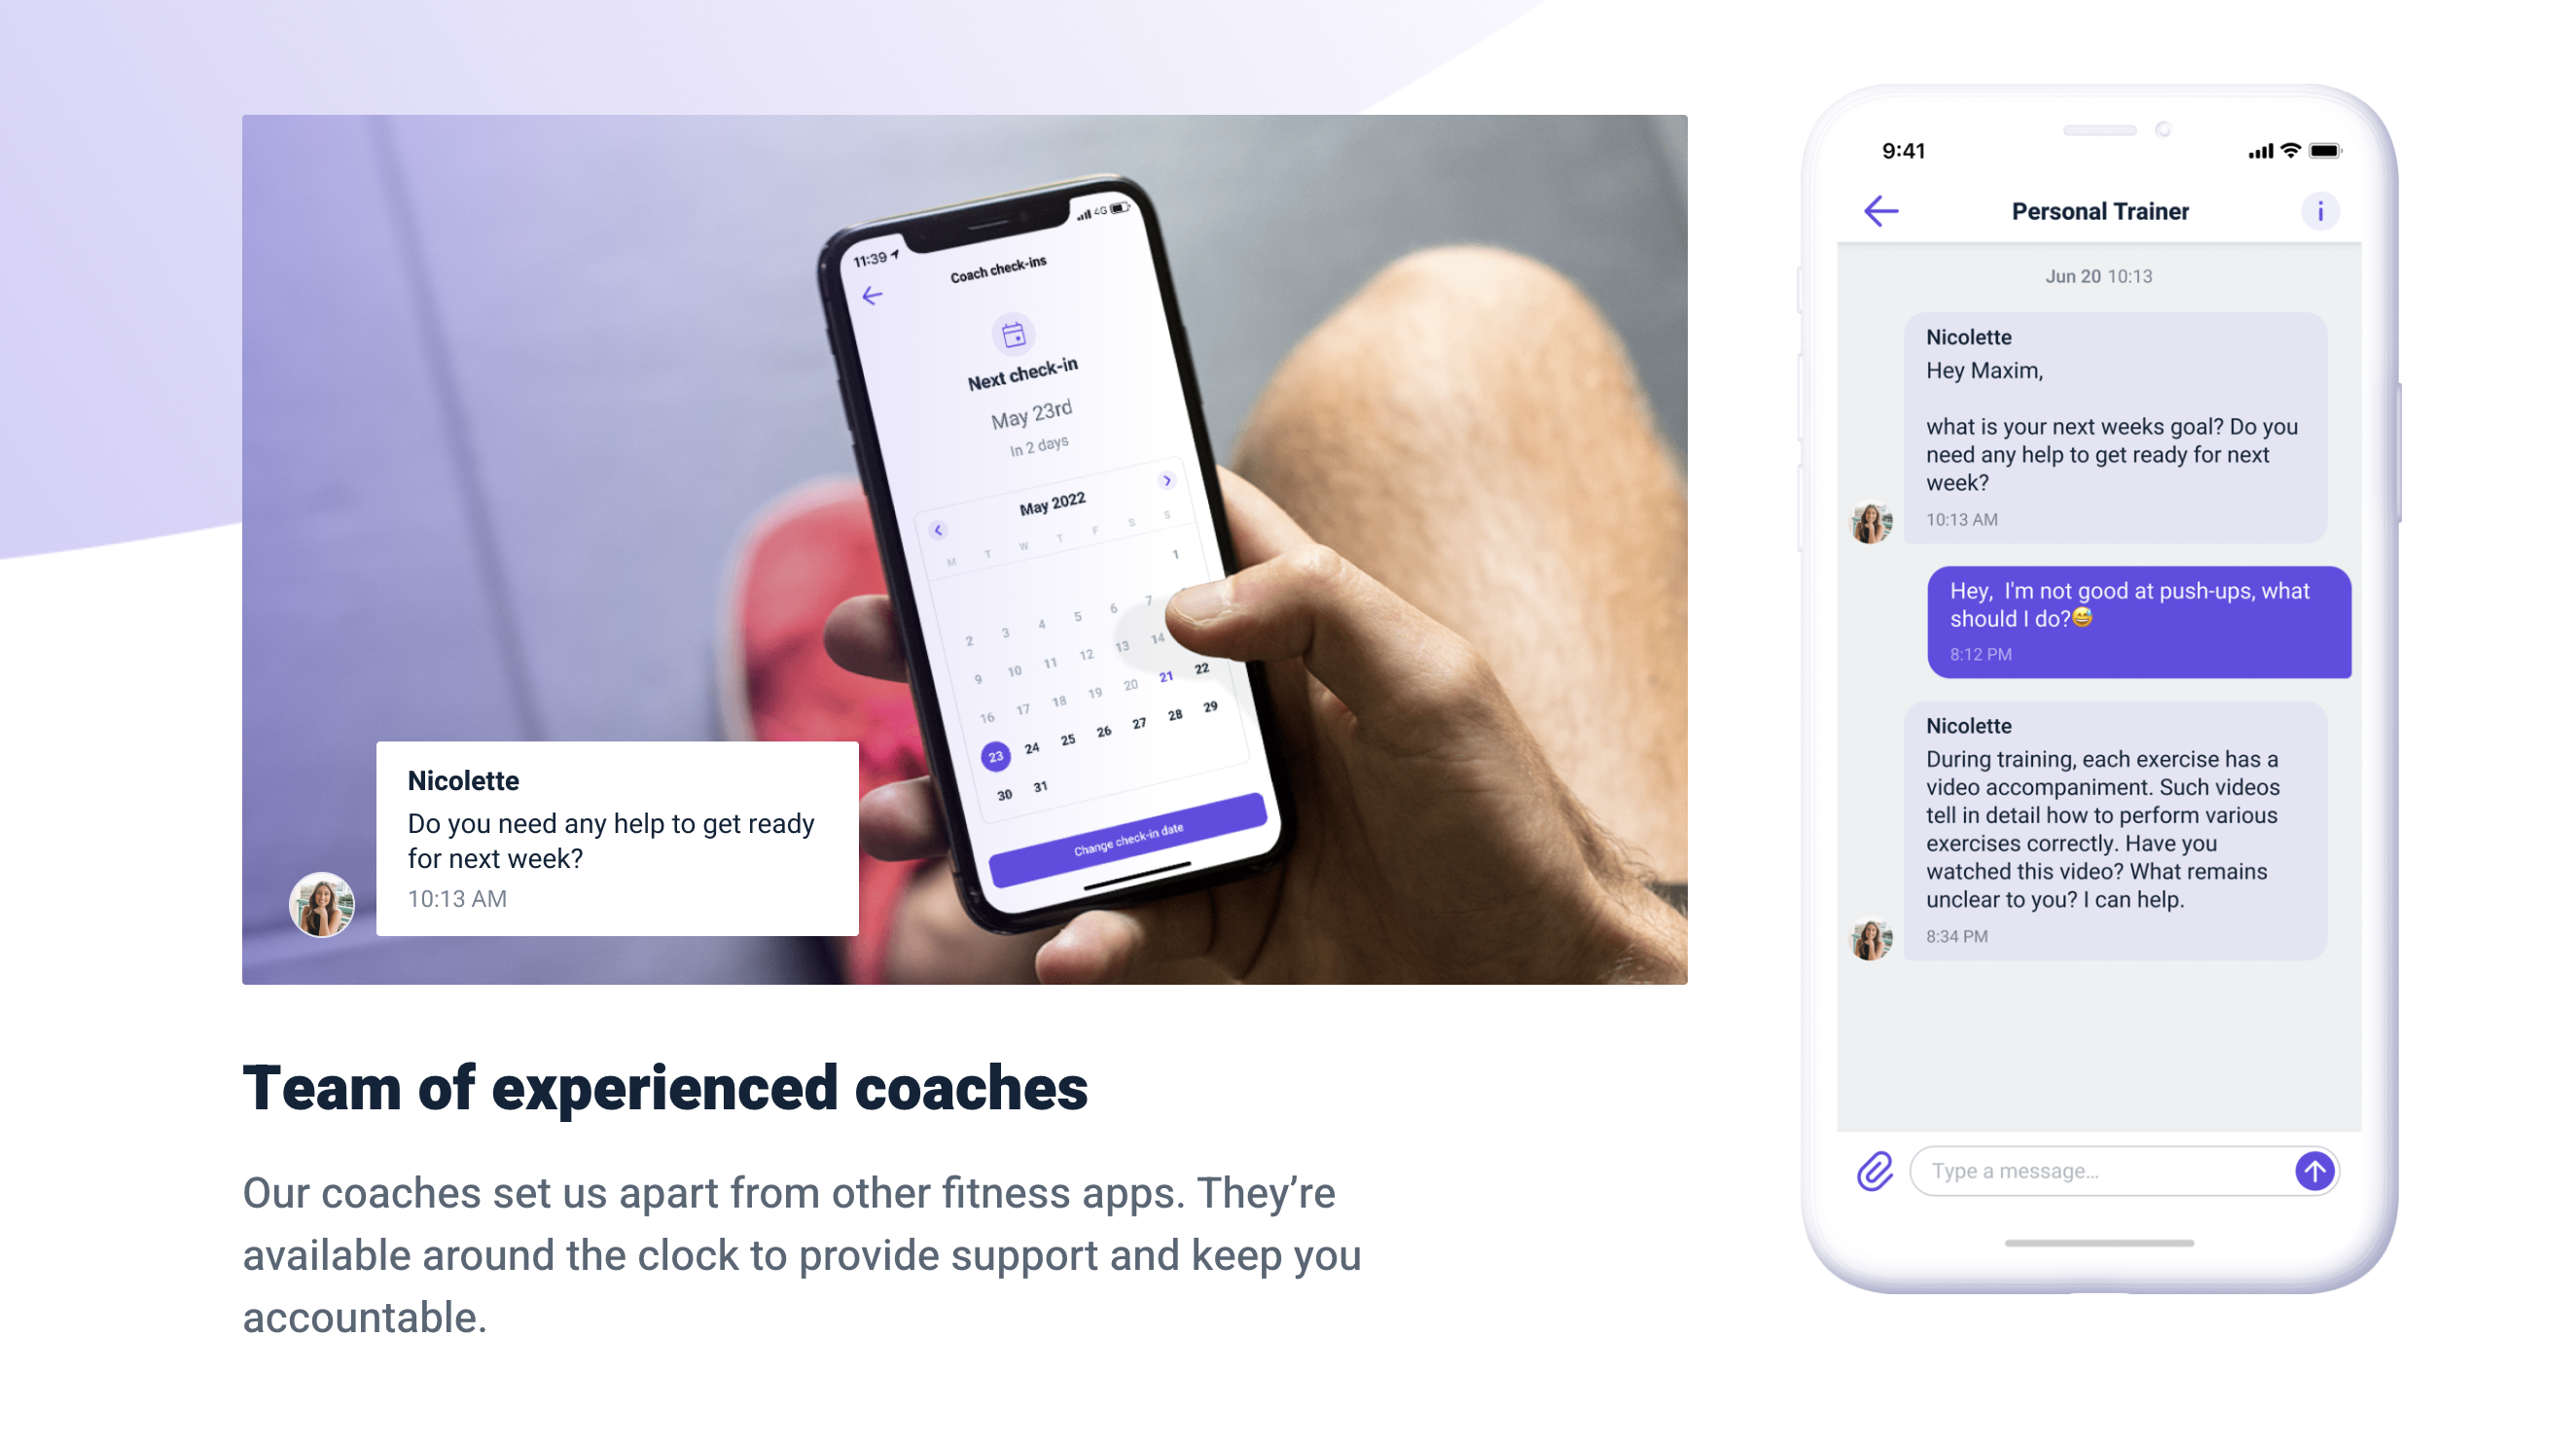 11:39
4G
Coach check-ins
Next check-in
May 23rd
In 2 days
May 2022
M T W T F S S
1
2 3 4 5 6 7
9 10 11 12 13 14
16 17 18 19 20 21 22
23 24 25 26 27 28 29
30 31
Change check-in date
Nicolette
Do you need any help to get ready
for next week?
10:13 AM
Team of experienced coaches
Our coaches set us apart from other fitness apps. They’re
available around the clock to provide support and keep you
accountable.
9:41
Personal Trainer
i
Jun 20 10:13
Nicolette
Hey Maxim,
what is your next weeks goal? Do you
need any help to get ready for next
week?
10:13 AM
Hey,  I'm not good at push-ups, what
should I do?😅
8:12 PM
Nicolette
During training, each exercise has a
video accompaniment. Such videos
tell in detail how to perform various
exercises correctly. Have you
watched this video? What remains
unclear to you? I can help.
8:34 PM
Type a message...